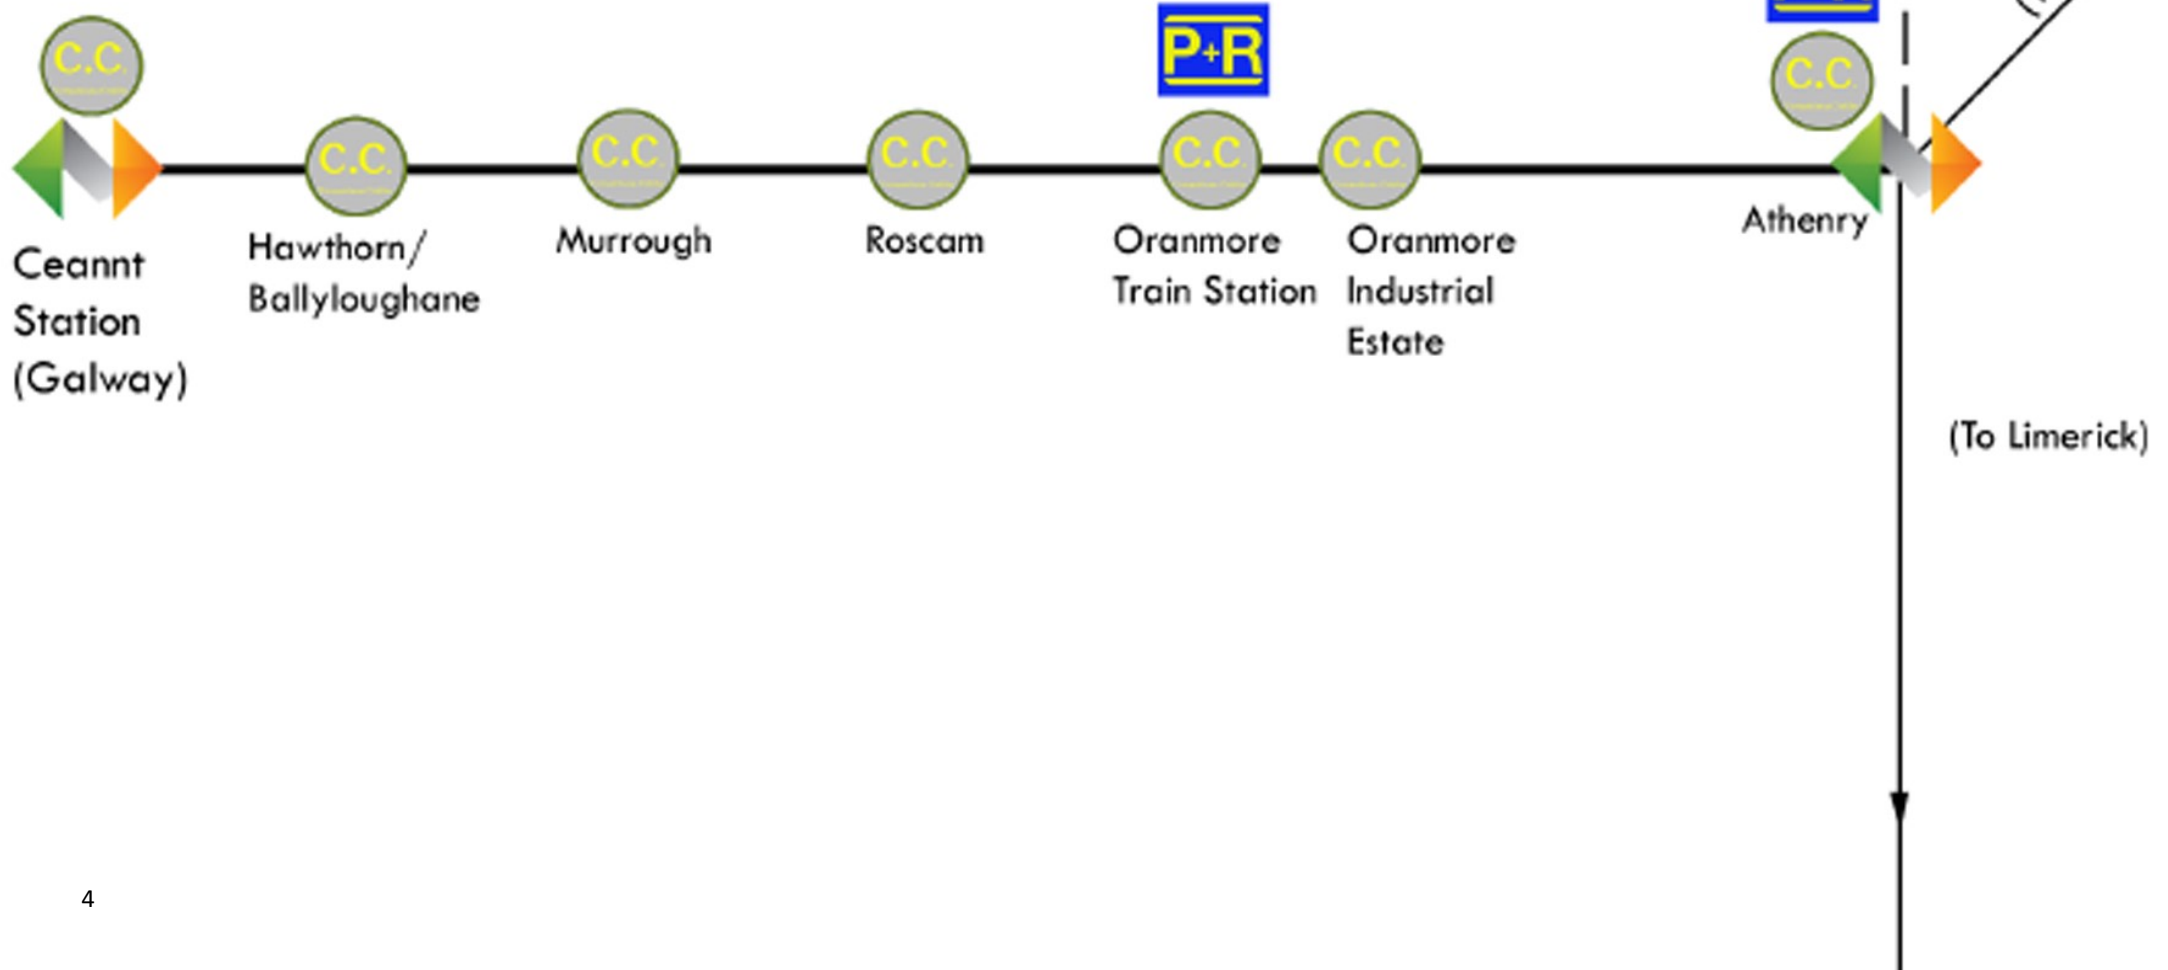 C.C.
P+R
C.C.
C.C.
C.C.
C.C.
C.C.
C.C.
Ceannt
Station
(Galway)
Hawthorn/
Ballyloughane
Murrough
Roscam
Oranmore
Train Station
Oranmore
Industrial
Estate
Athenry
(To Limerick)
4